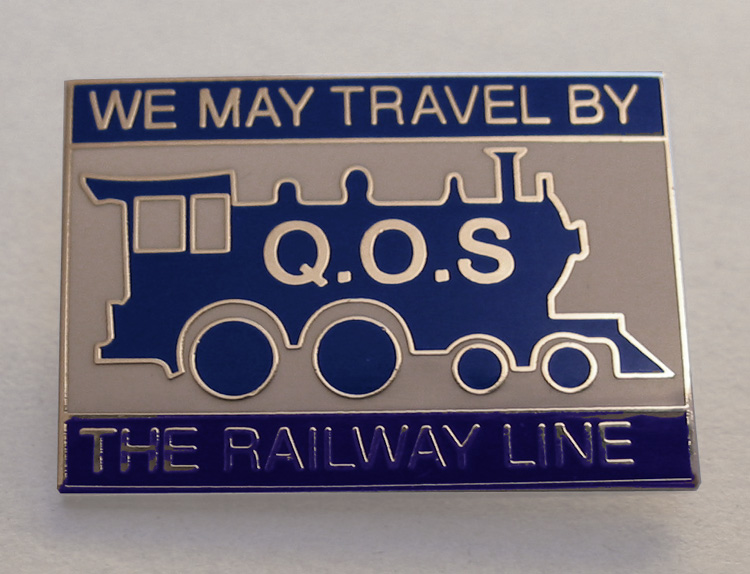 WE MAY TRAVEL BY
Q.O.S
THE RAILWAY LINE